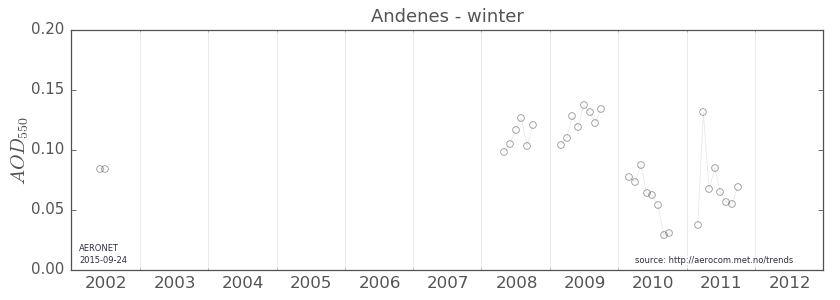 Andenes - winter
0.20
0.15
0.10
0.05
0.00
AOD550
AERONET
2015-09-24
source: http://aerocom.met.no/trends
2002 2003 2004 2005 2006 2007 2008 2009 2010 2011 2012